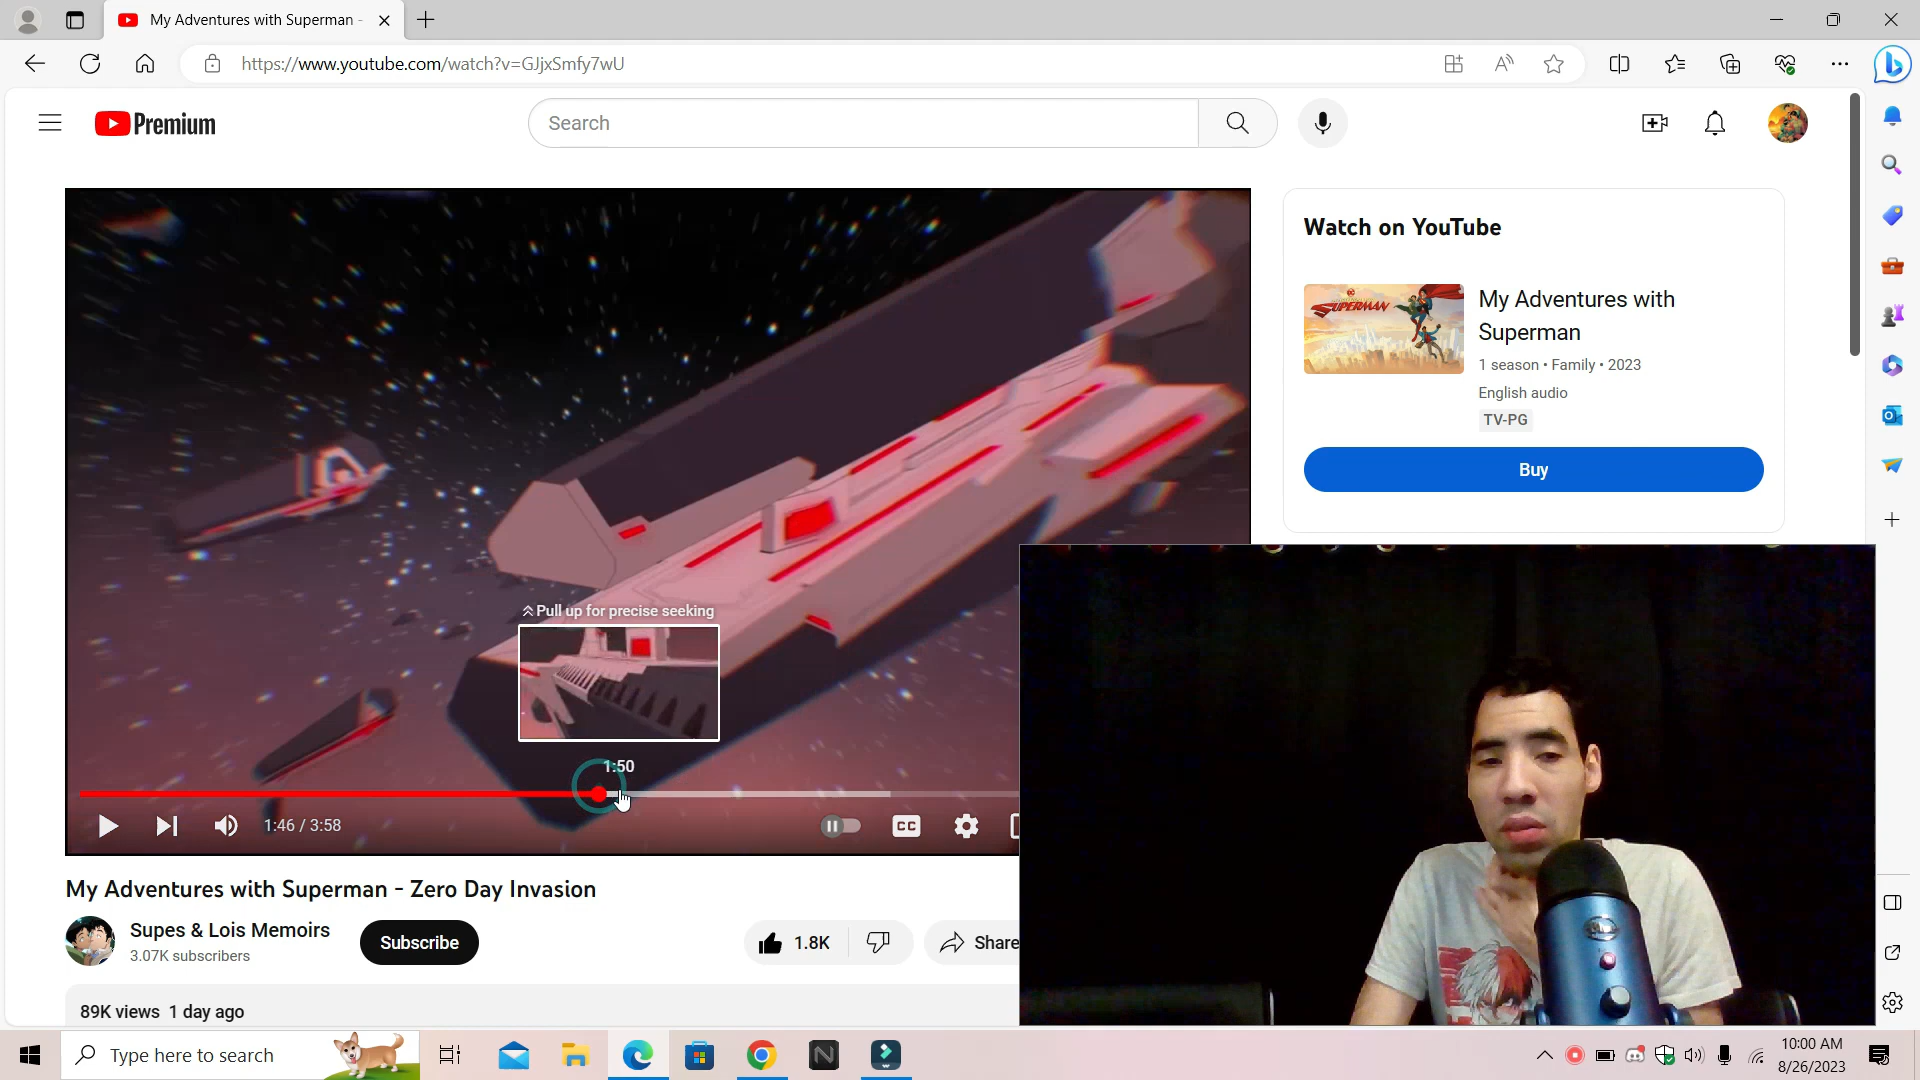 My Adventures with Superman -
https://www.youtube.com/watch?v=GJjxSmfy7wU
Premium
Search
Watch on YouTube
SUPERMAN
My Adventures with
Superman
1 season • Family • 2023
English audio
TV-PG
Buy
Pull up for precise seeking
1:50
1:46 / 3:58
CC
My Adventures with Superman - Zero Day Invasion
Supes & Lois Memoirs
3.07K subscribers
Subscribe
1.8K
Share
89K views 1 day ago
Type here to search
10:00 AM
8/26/2023